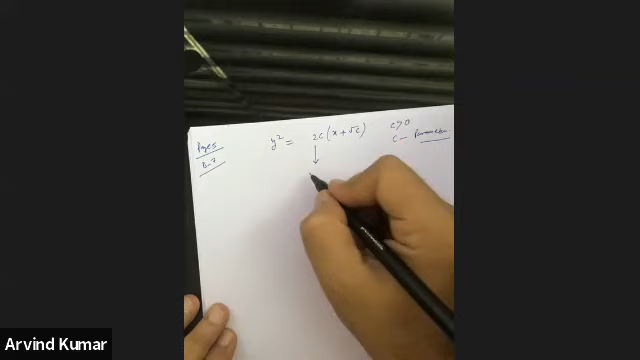 y² = 2c (x + √c)
c > 0
c – Parameter
Arvind Kumar